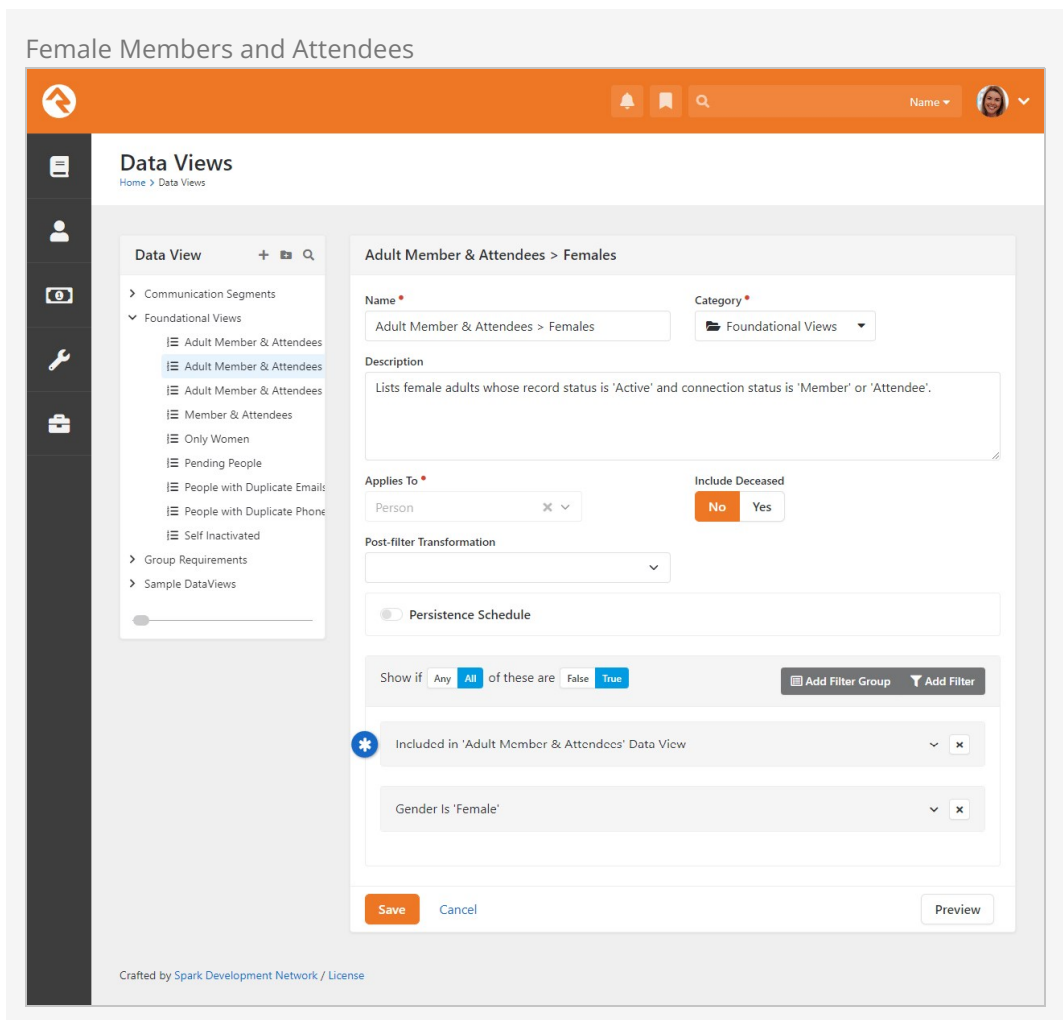 Female Members and Attendees
Name
Data Views
Home > Data Views
Data View
Communication Segments
Foundational Views
Adult Member & Attendees
Adult Member & Attendees
Adult Member & Attendees
Member & Attendees
Only Women
Pending People
People with Duplicate Emails
People with Duplicate Phone
Self Inactivated
Group Requirements
Sample DataViews
Adult Member & Attendees > Females
Name Category
Adult Member & Attendees > Females Foundational Views
Description
Lists female adults whose record status is 'Active' and connection status is 'Member' or 'Attendee'.
Applies To Include Deceased
Person No Yes
Post-filter Transformation
Persistence Schedule
Show if Any All of these are False True Add Filter Group Add Filter
Included in 'Adult Member & Attendees' Data View
Gender Is 'Female'
Save Cancel Preview
Crafted by Spark Development Network / License